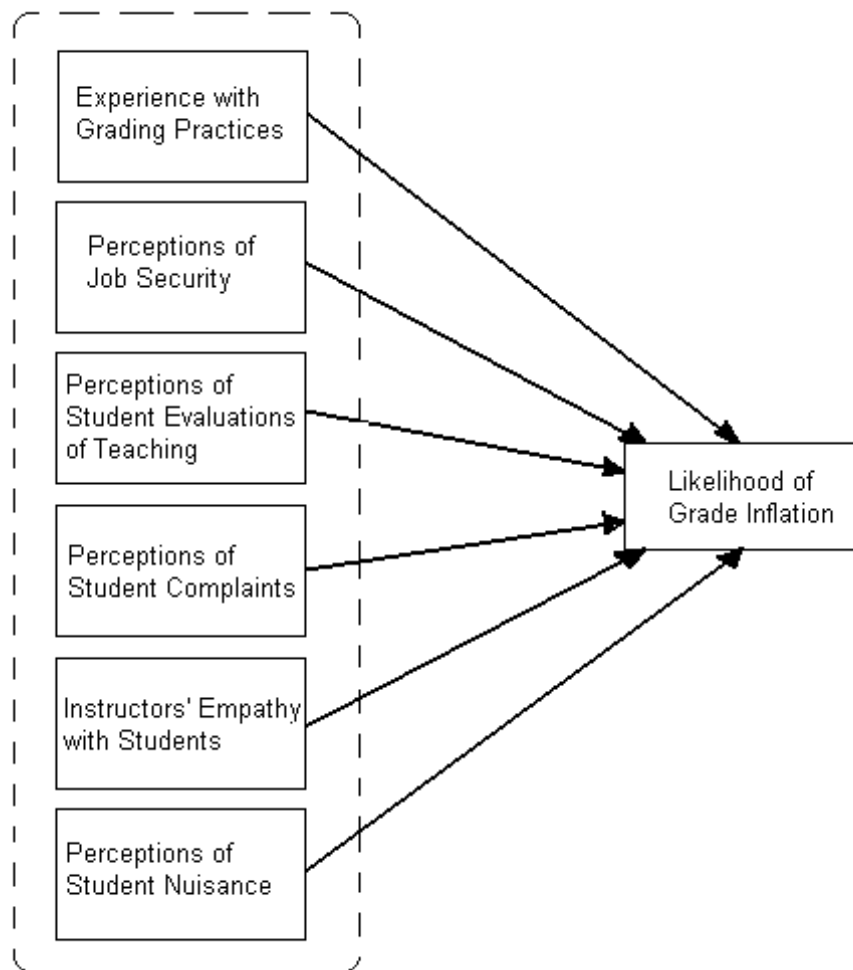 Experience with
Grading Practices
Perceptions of
Job Security
Perceptions of
Student Evaluations
of Teaching
Perceptions of
Student Complaints
Instructors' Empathy
with Students
Perceptions of
Student Nuisance
Likelihood of
Grade Inflation